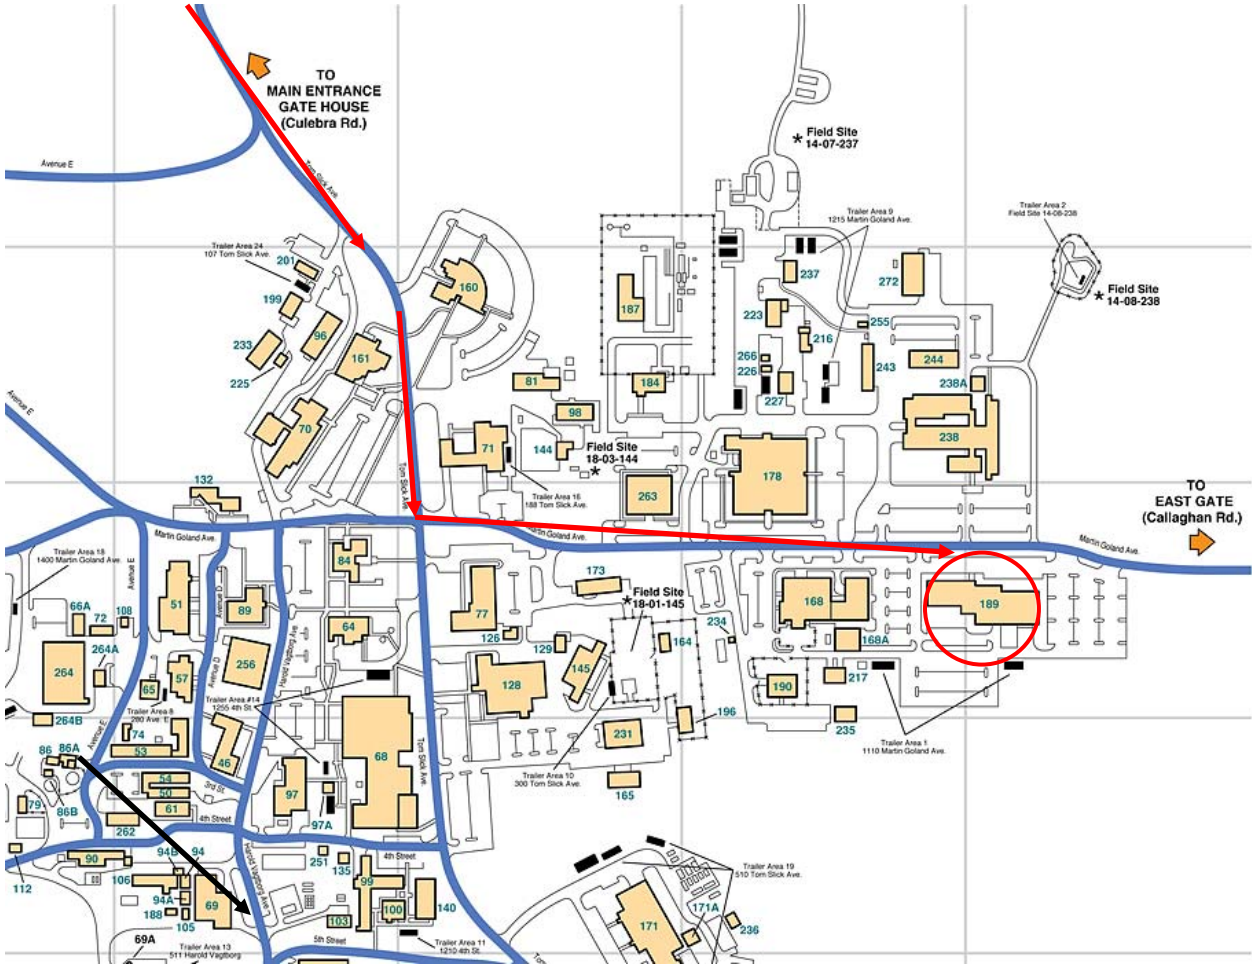 TO
MAIN ENTRANCE
GATE HOUSE
(Culebra Rd.)
Field Site
14-07-237
Avenue E
Tom Slick Ave.
Trailer Area 9
1215 Martin Goland Ave.
Trailer Area 2
Field Site 14-08-238
Trailer Area 24
107 Tom Slick Ave.
201
160
237
272
Field Site
14-08-238
199
187
223
96
216
255
233
161
225
266
226
244
243
81
184
238A
227
Avenue E
98
70
71
144
Field Site
18-03-144
238
178
132
Tom Slick Ave.
Trailer Area 16
188 Tom Slick Ave.
263
TO
EAST GATE
(Callaghan Rd.)
Martin Goland Ave.
Martin Goland Ave.
Martin Goland Ave.
Trailer Area 18
1400 Martin Goland Ave.
Avenue E
84
173
Field Site
18-01-145
51
Avenue D
89
168
189
66A
72
108
77
64
Harold Vagborg Ave
126
234
164
168A
129
264A
256
264
57
145
65
Avenue D
217
128
190
Trailer Area 8
280 Ave. E
Trailer Area #14
1255 4th St.
264B
74
196
235
Avenue E
53
46
68
231
Trailer Area 1
1110 Martin Goland Ave.
86
86A
Tom Slick Ave.
54
50
3rd St.
97
Trailer Area 10
300 Tom Slick Ave.
165
79
86B
61
262
4th Street
97A
94B
94
251
135
4th Street
90
112
106
94A
69
Harold Vagborg Ave.
99
Trailer Area 19
510 Tom Slick Ave.
188
105
103
100
140
171A
171
236
69A
Trailer Area 13
511 Harold Vagtborg
5th Street
Trailer Area 11
1210 4th St.
Tom